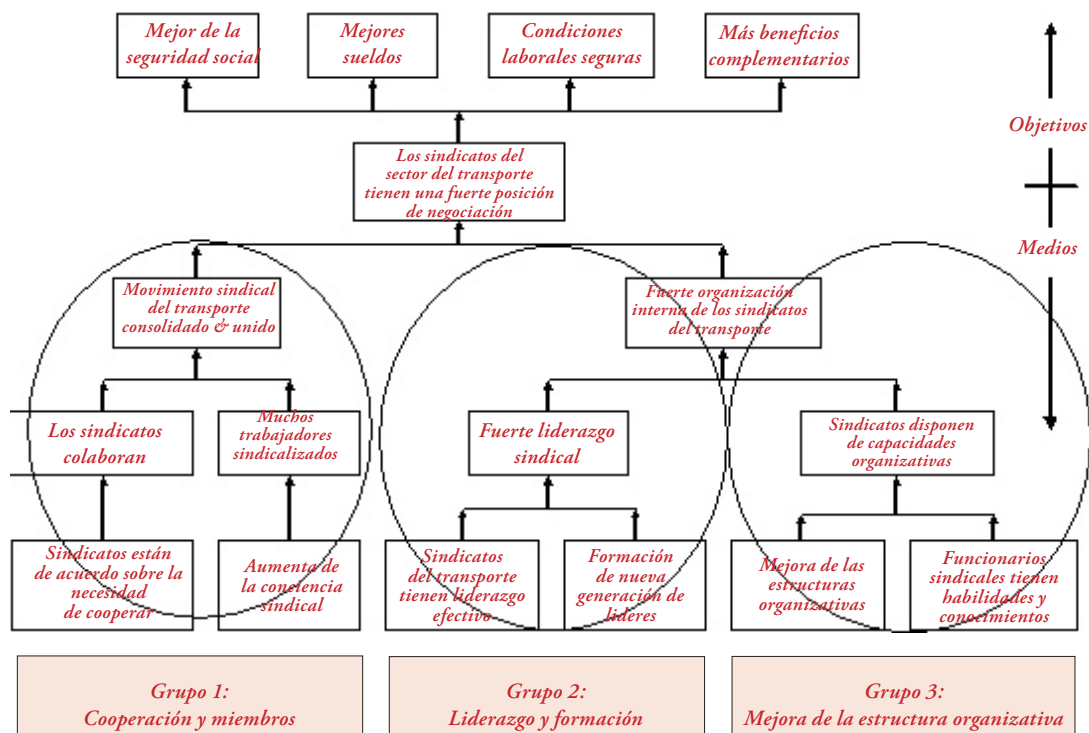 Mejor de la
seguridad social
Mejores
sueldos
Condiciones
laborales seguras
Más beneficios
complementarios
Objetivos
Los sindicatos del
sector del transporte
tienen una fuerte posición
de negociación
Medios
Movimiento sindical
del transporte
consolidado & unido
Fuerte organización
interna de los sindicatos
del transporte
Los sindicatos
colaboran
Muchos
trabajadores
sindicalizados
Fuerte liderazgo
sindical
Sindicatos disponen
de capacidades
organizativas
Sindicatos están
de acuerdo sobre la
necesidad
de cooperar
Aumenta de
la conciencia
sindical
Sindicatos
del transporte
tienen liderazgo
efectivo
Formación
de nueva
generación de
lideres
Mejora de las
estructuras
organizativas
Funcionarios
sindicales tienen
habilidades y
conocimientos
Grupo 1:
Cooperación y miembros
Grupo 2:
Liderazgo y formación
Grupo 3:
Mejora de la estructura organizativa